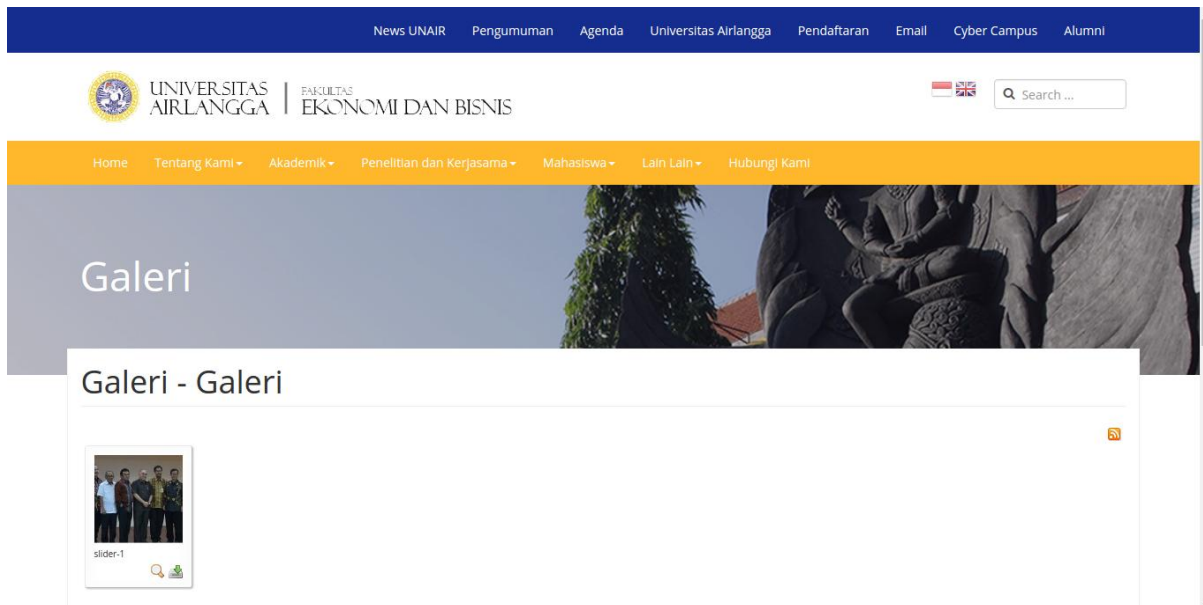 News UNAIR Pengumuman Agenda Universitas Airlangga Pendaftaran Email Cyber Campus Alumni
UNIVERSITAS AIRLANGGA
FAKULTAS EKONOMI DAN BISNIS
Search ...
Home Tentang Kami Akademik Penelitian dan Kerjasama Mahasiswa Lain Lain Hubungi Kami
Galeri
Galeri - Galeri
slider-1